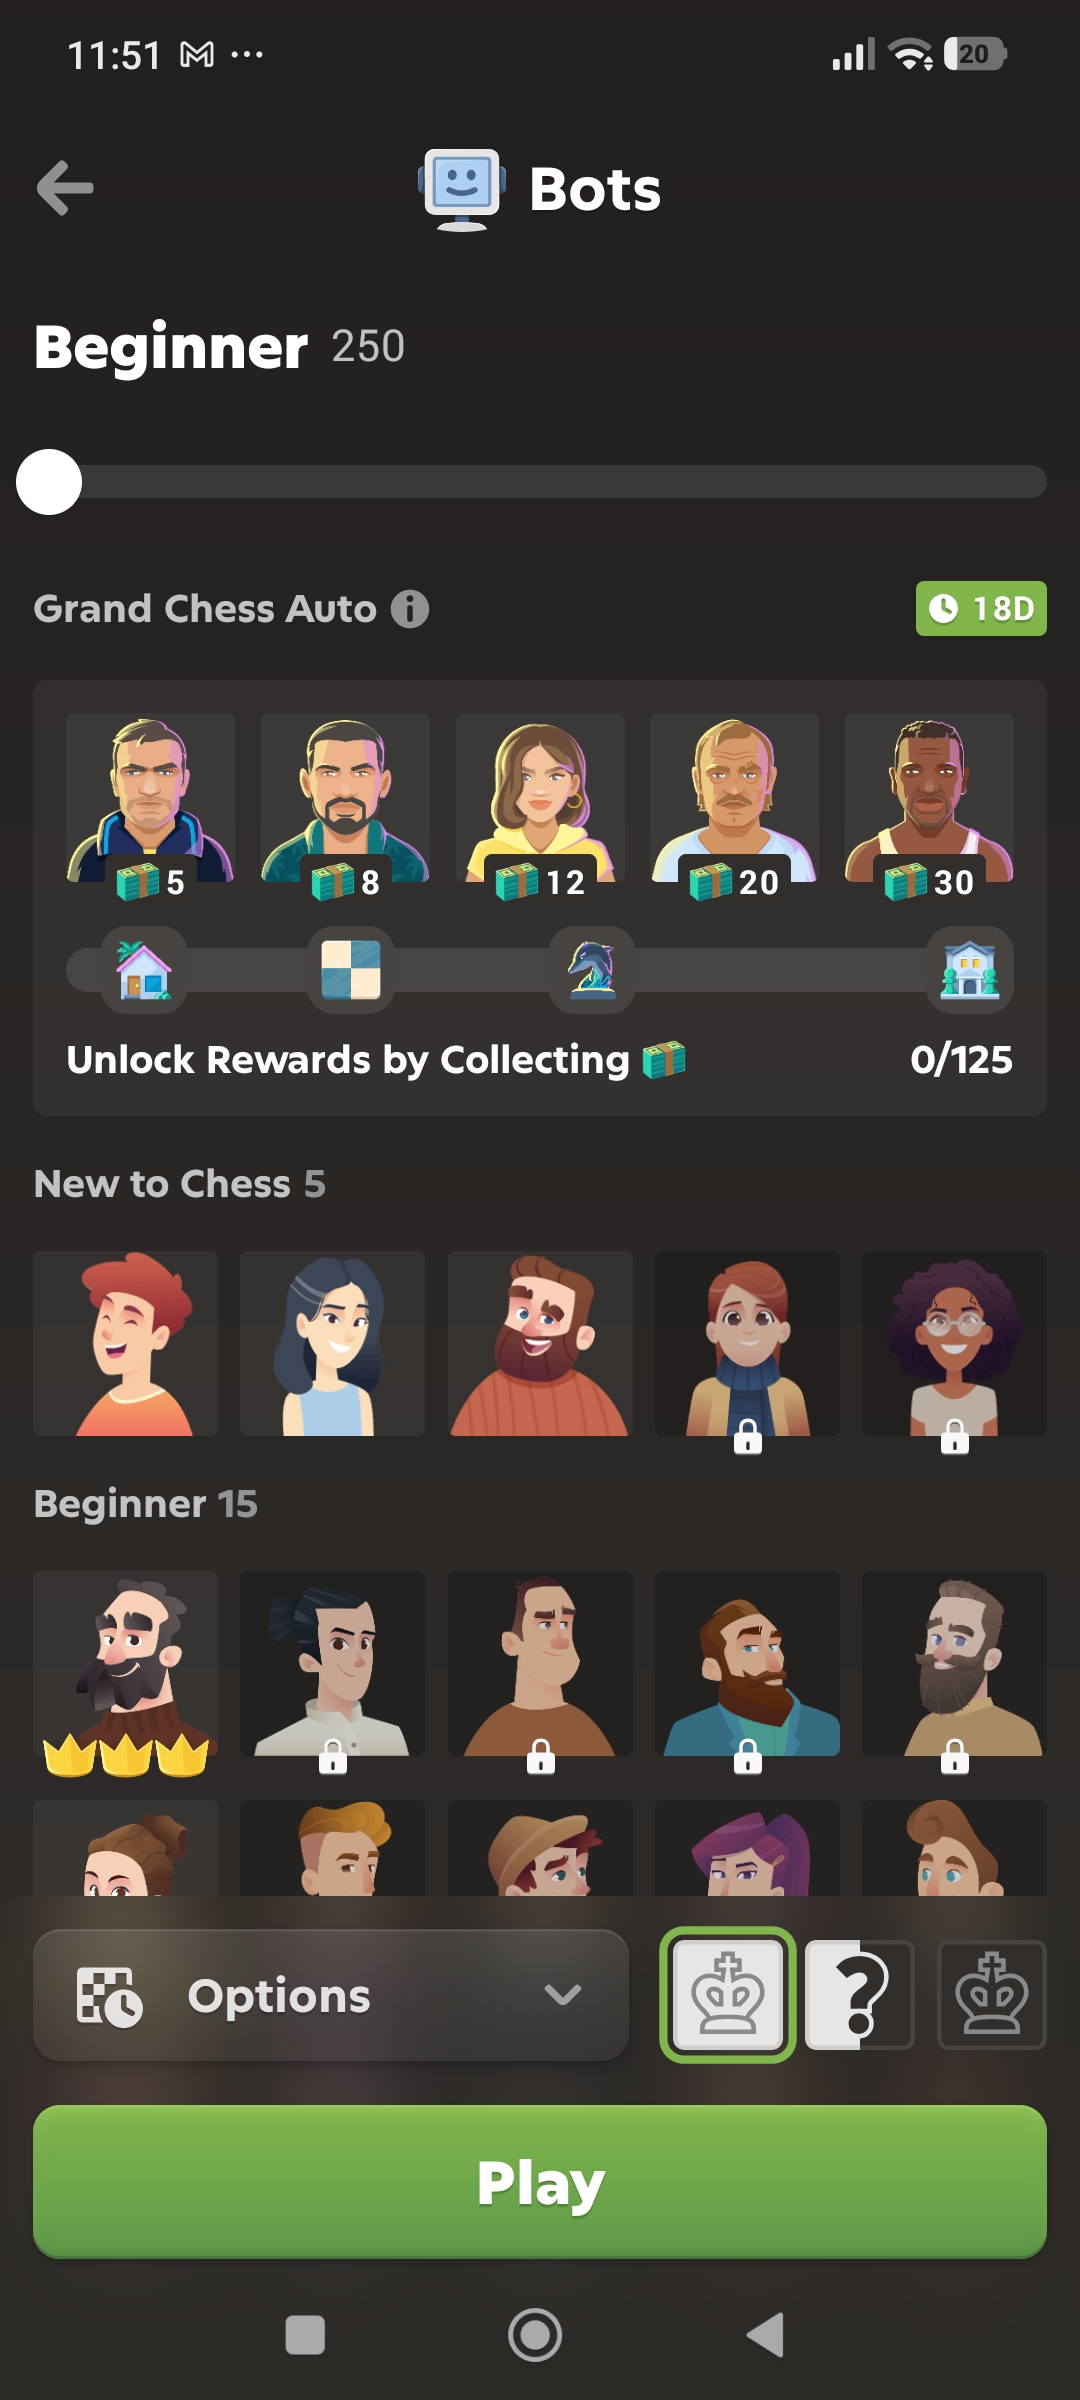 11:51
20
Bots
Beginner 250
Grand Chess Auto
18D
5 8 12 20 30
Unlock Rewards by Collecting 0/125
New to Chess 5
Beginner 15
Options
?
Play